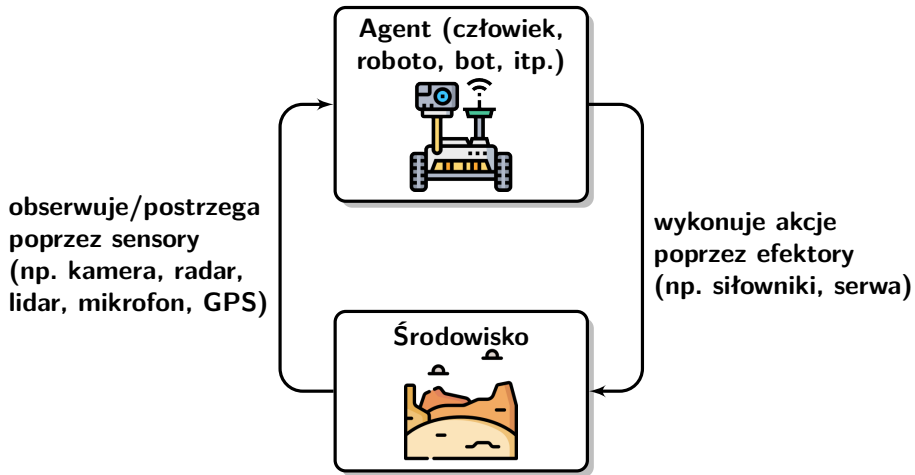 Agent (człowiek,
roboto, bot, itp.)
obserwuje/postrzega
poprzez sensory
(np. kamera, radar,
lidar, mikrofon, GPS)
wykonuje akcje
poprzez efektory
(np. siłowniki, serwa)
Środowisko